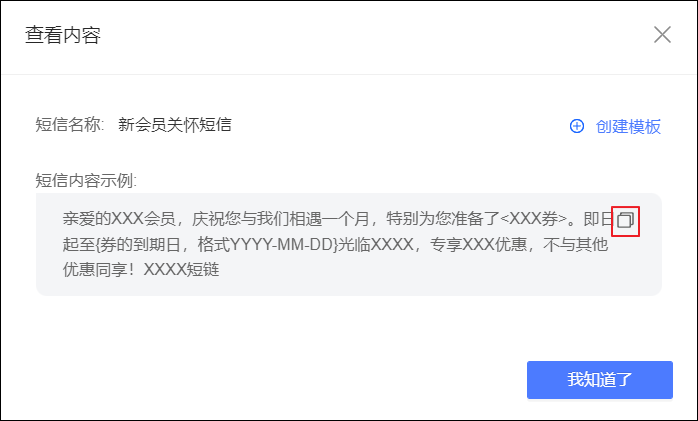 查看内容
短信名称: 新会员关怀短信
创建模板
短信内容示例:
亲爱的XXX会员，庆祝您与我们相遇一个月，特别为您准备了<XXX券>。即日
起至{券的到期日，格式YYYY-MM-DD}光临XXXX，专享XXX优惠，不与其他
优惠同享！XXXX短链
我知道了